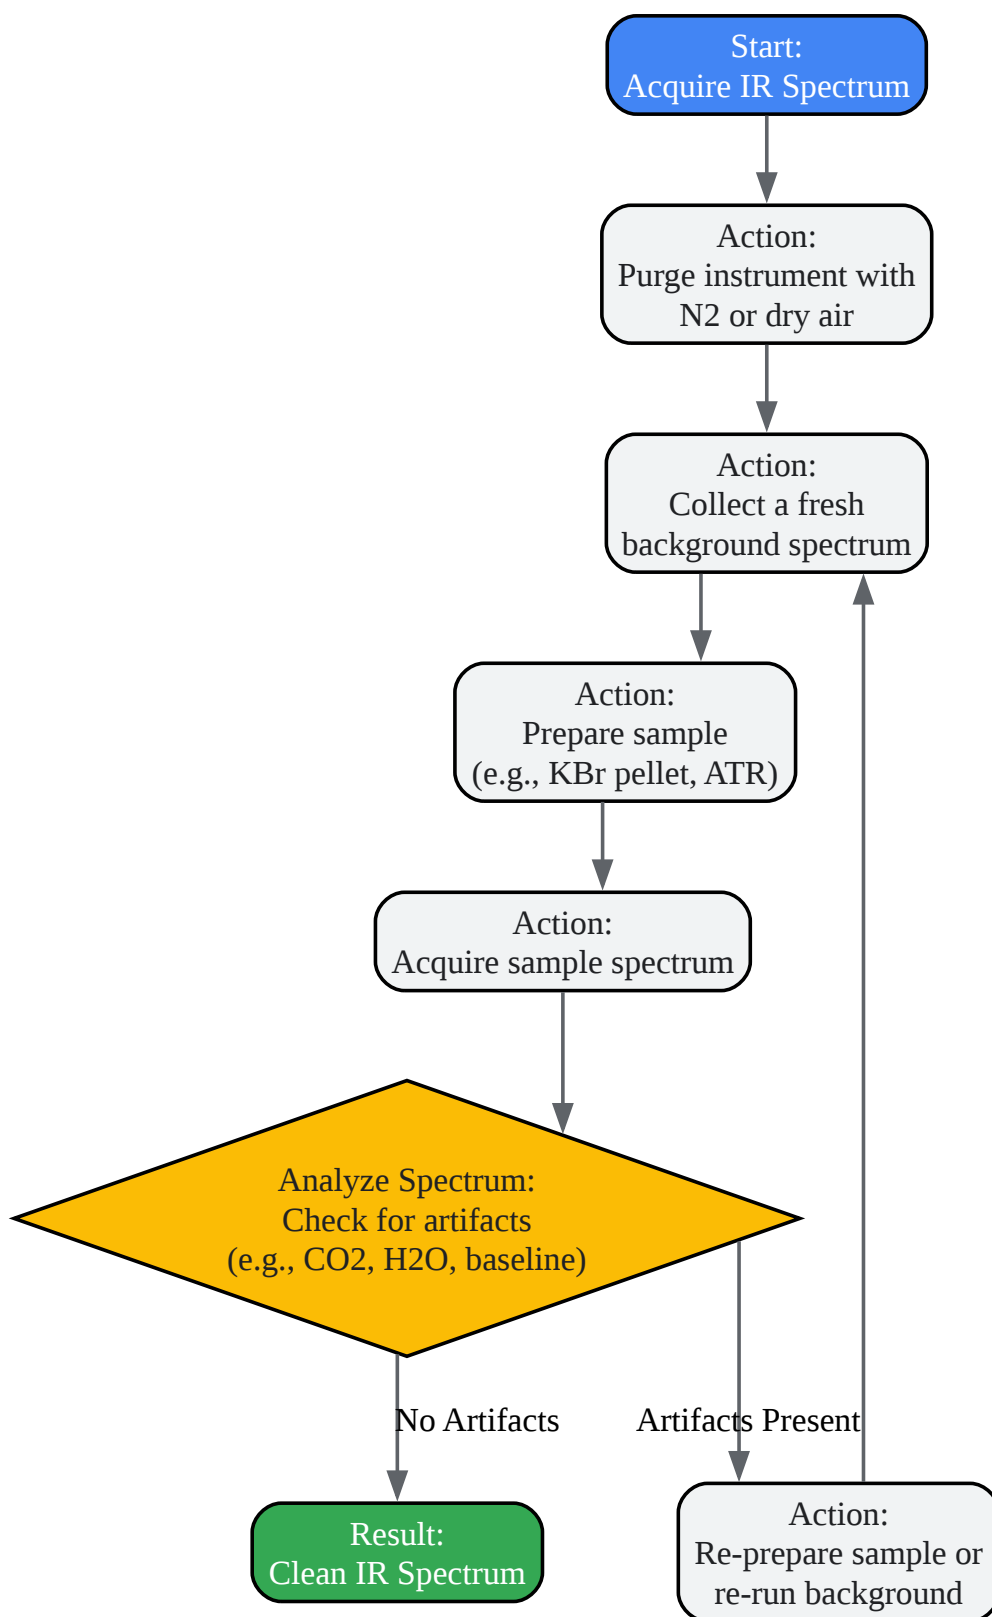 Start:
Acquire IR Spectrum
Action:
Purge instrument with
N2 or dry air
Action:
Collect a fresh
background spectrum
Action:
Prepare sample
(e.g., KBr pellet, ATR)
Action:
Acquire sample spectrum
Analyze Spectrum:
Check for artifacts
(e.g., CO2, H2O, baseline)
No Artifacts
Artifacts Present
Result:
Clean IR Spectrum
Action:
Re-prepare sample or
re-run background